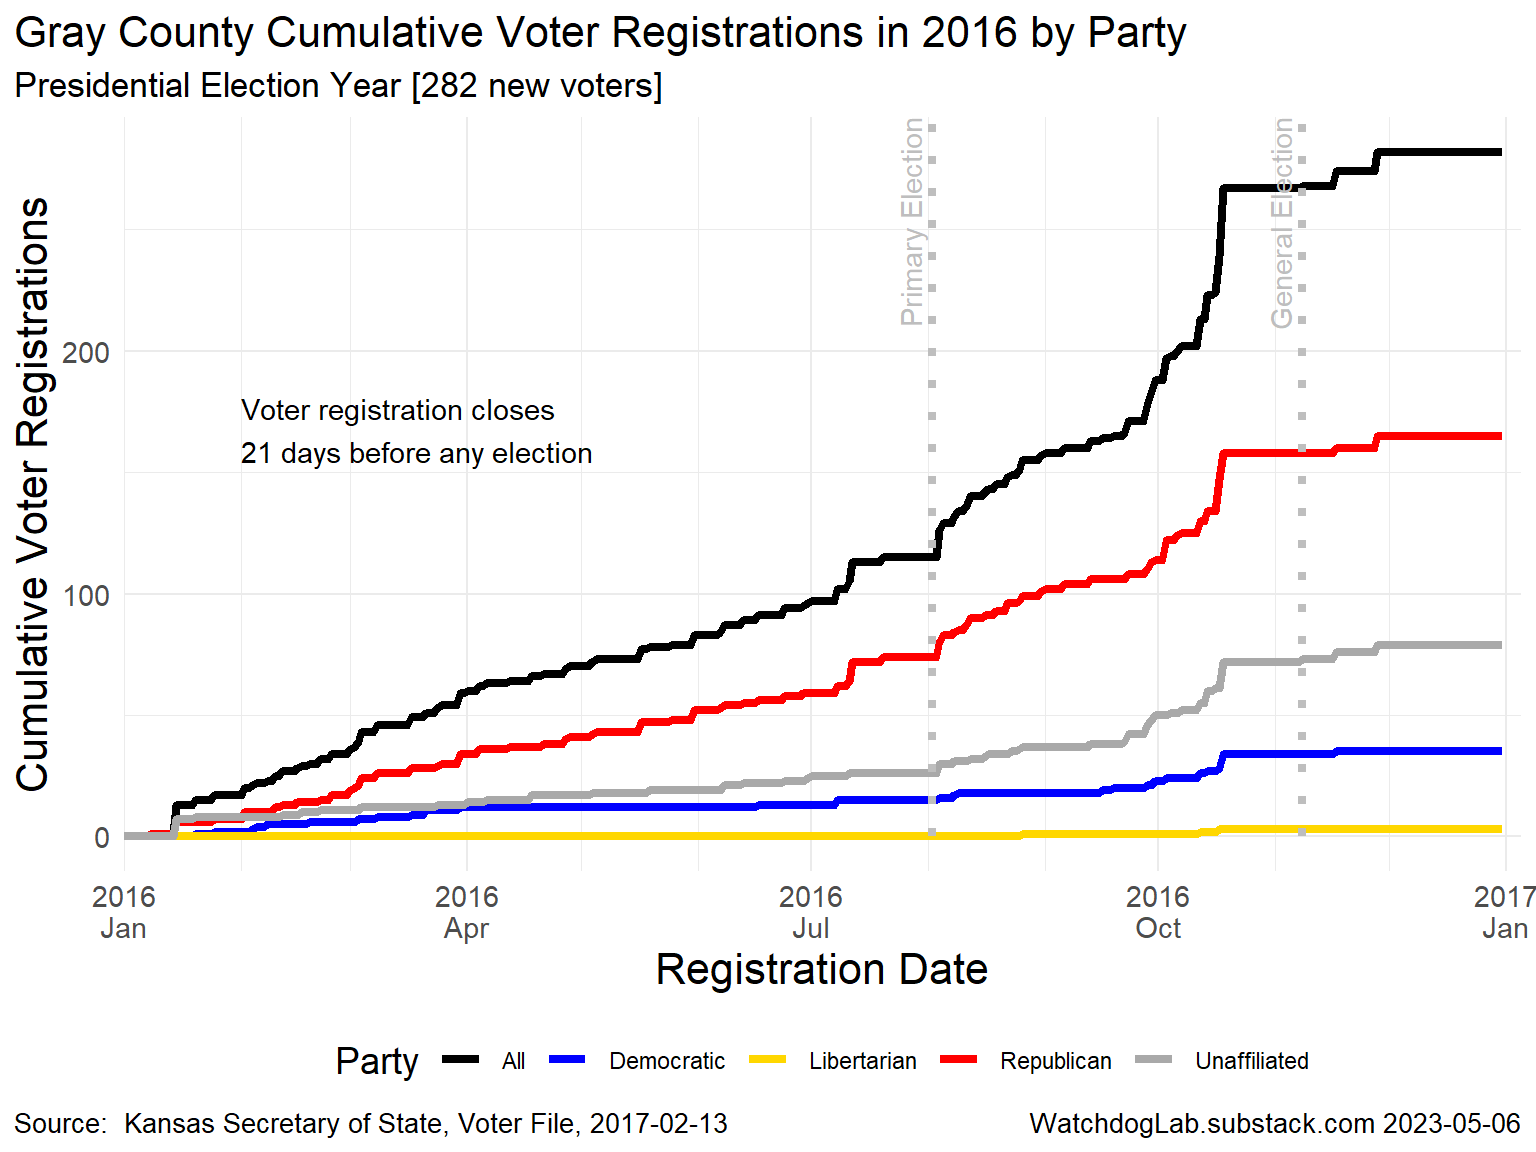 Gray County Cumulative Voter Registrations in 2016 by Party
Presidential Election Year [282 new voters]
Cumulative Voter Registrations
200
100
0
Voter registration closes
21 days before any election
Primary Election
General Election
2016
Jan
2016
Apr
2016
Jul
2016
Oct
2017
Jan
Registration Date
Party
All
Democratic
Libertarian
Republican
Unaffiliated
Source:  Kansas Secretary of State, Voter File, 2017-02-13
WatchdogLab.substack.com 2023-05-06